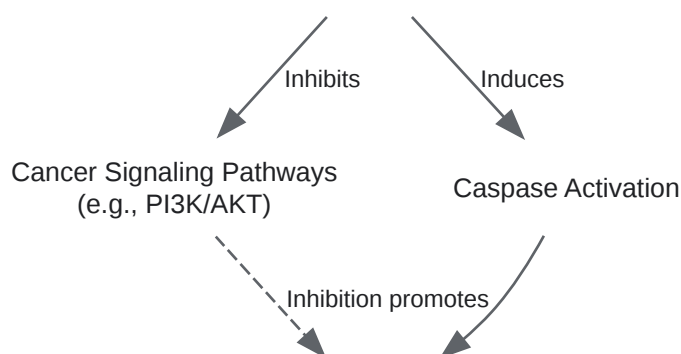 Inhibits
Induces
Cancer Signaling Pathways
(e.g., PI3K/AKT)
Caspase Activation
Inhibition promotes